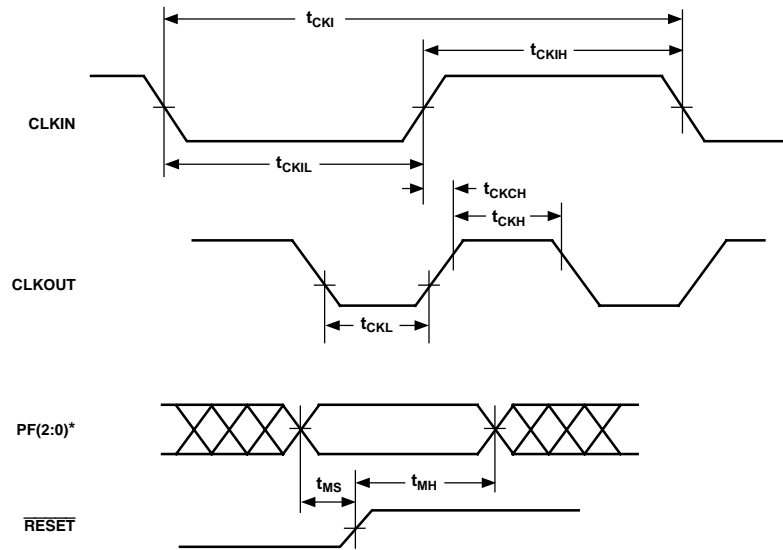 tCKI
tCKIH
CLKIN
tCKIL
tCKCH
tCKH
CLKOUT
tCKL
PF(2:0)*
tMS
tMH
RESET